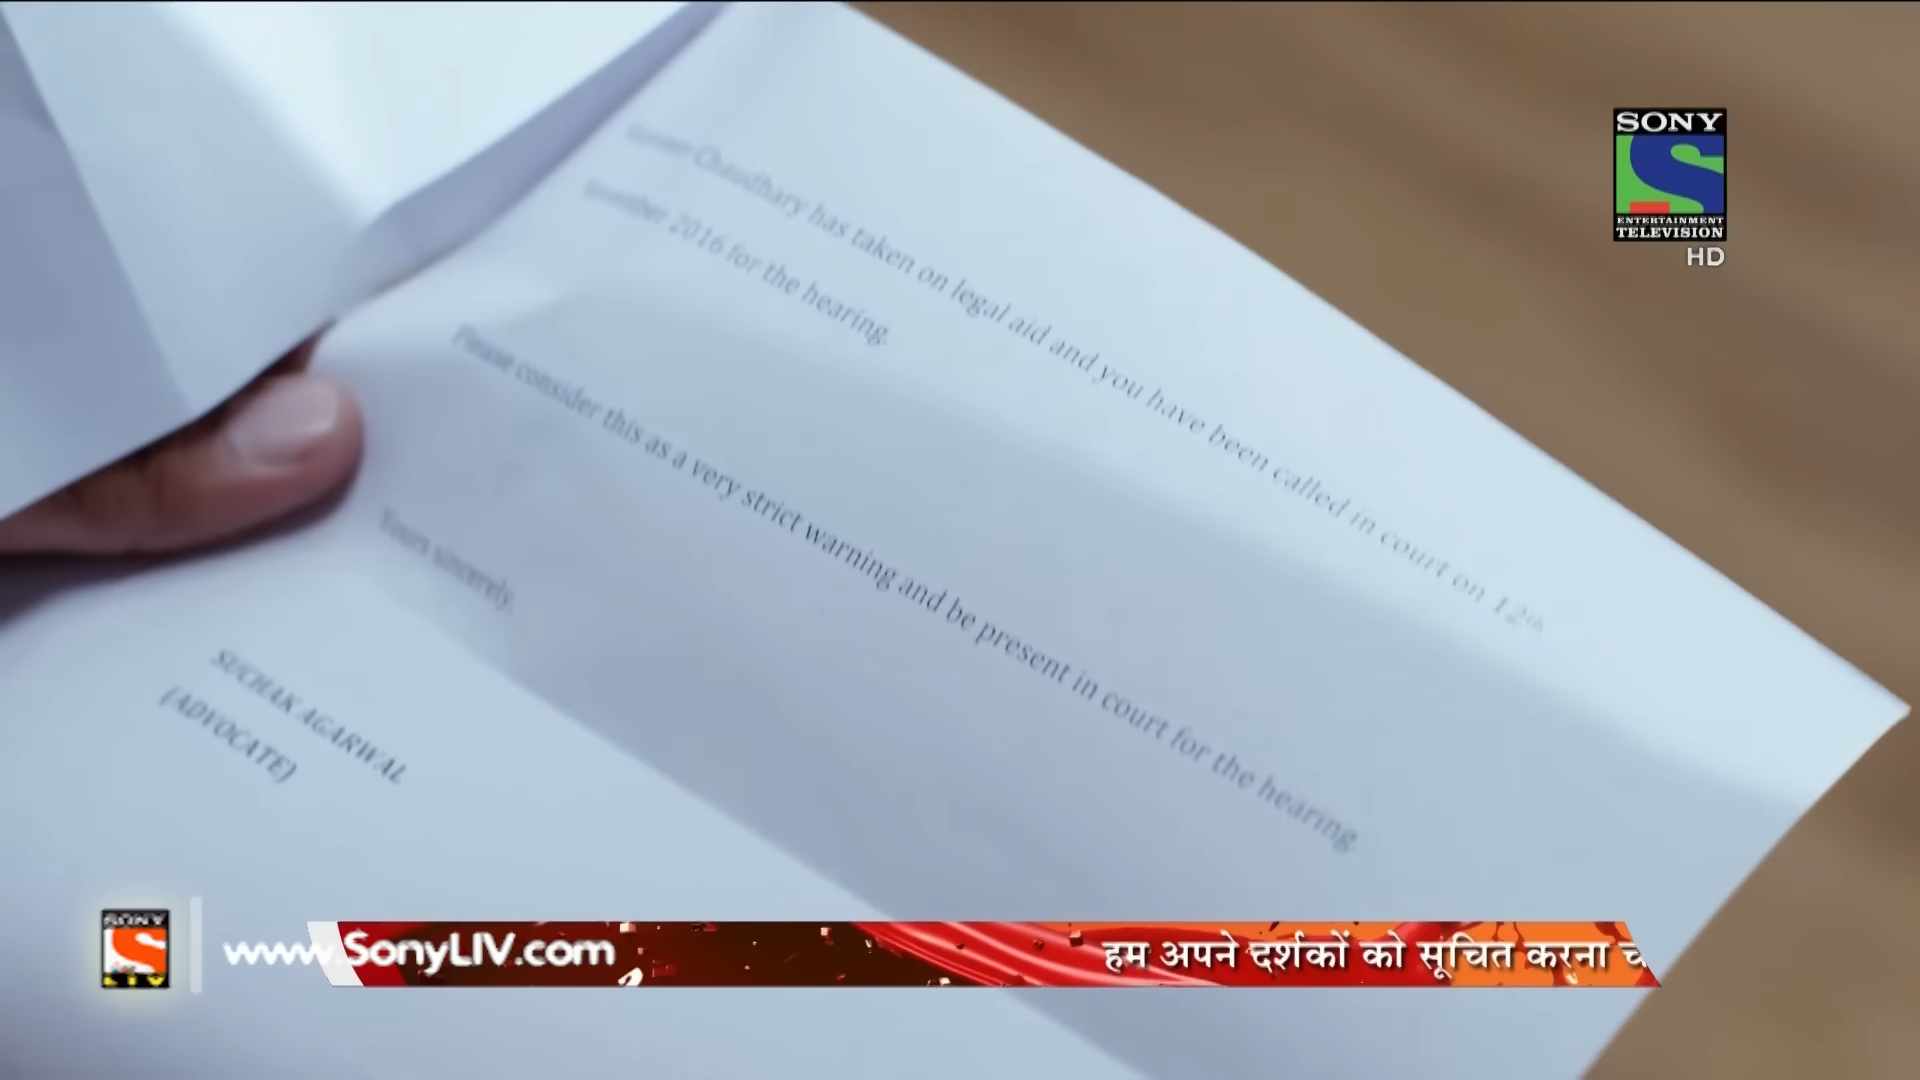 Chaudhary has taken on legal aid and you have been called in court on 12th
2016 for the hearing.
Please consider this as a very strict warning and be present in court for the hearing.
Yours sincerely,
SUCHAK AGARWAL
(ADVOCATE)
SONY
ENTERTAINMENT
TELEVISION
HD
SONY
LIV
www.SonyLIV.com
हम अपने दर्शकों को सूचित करना